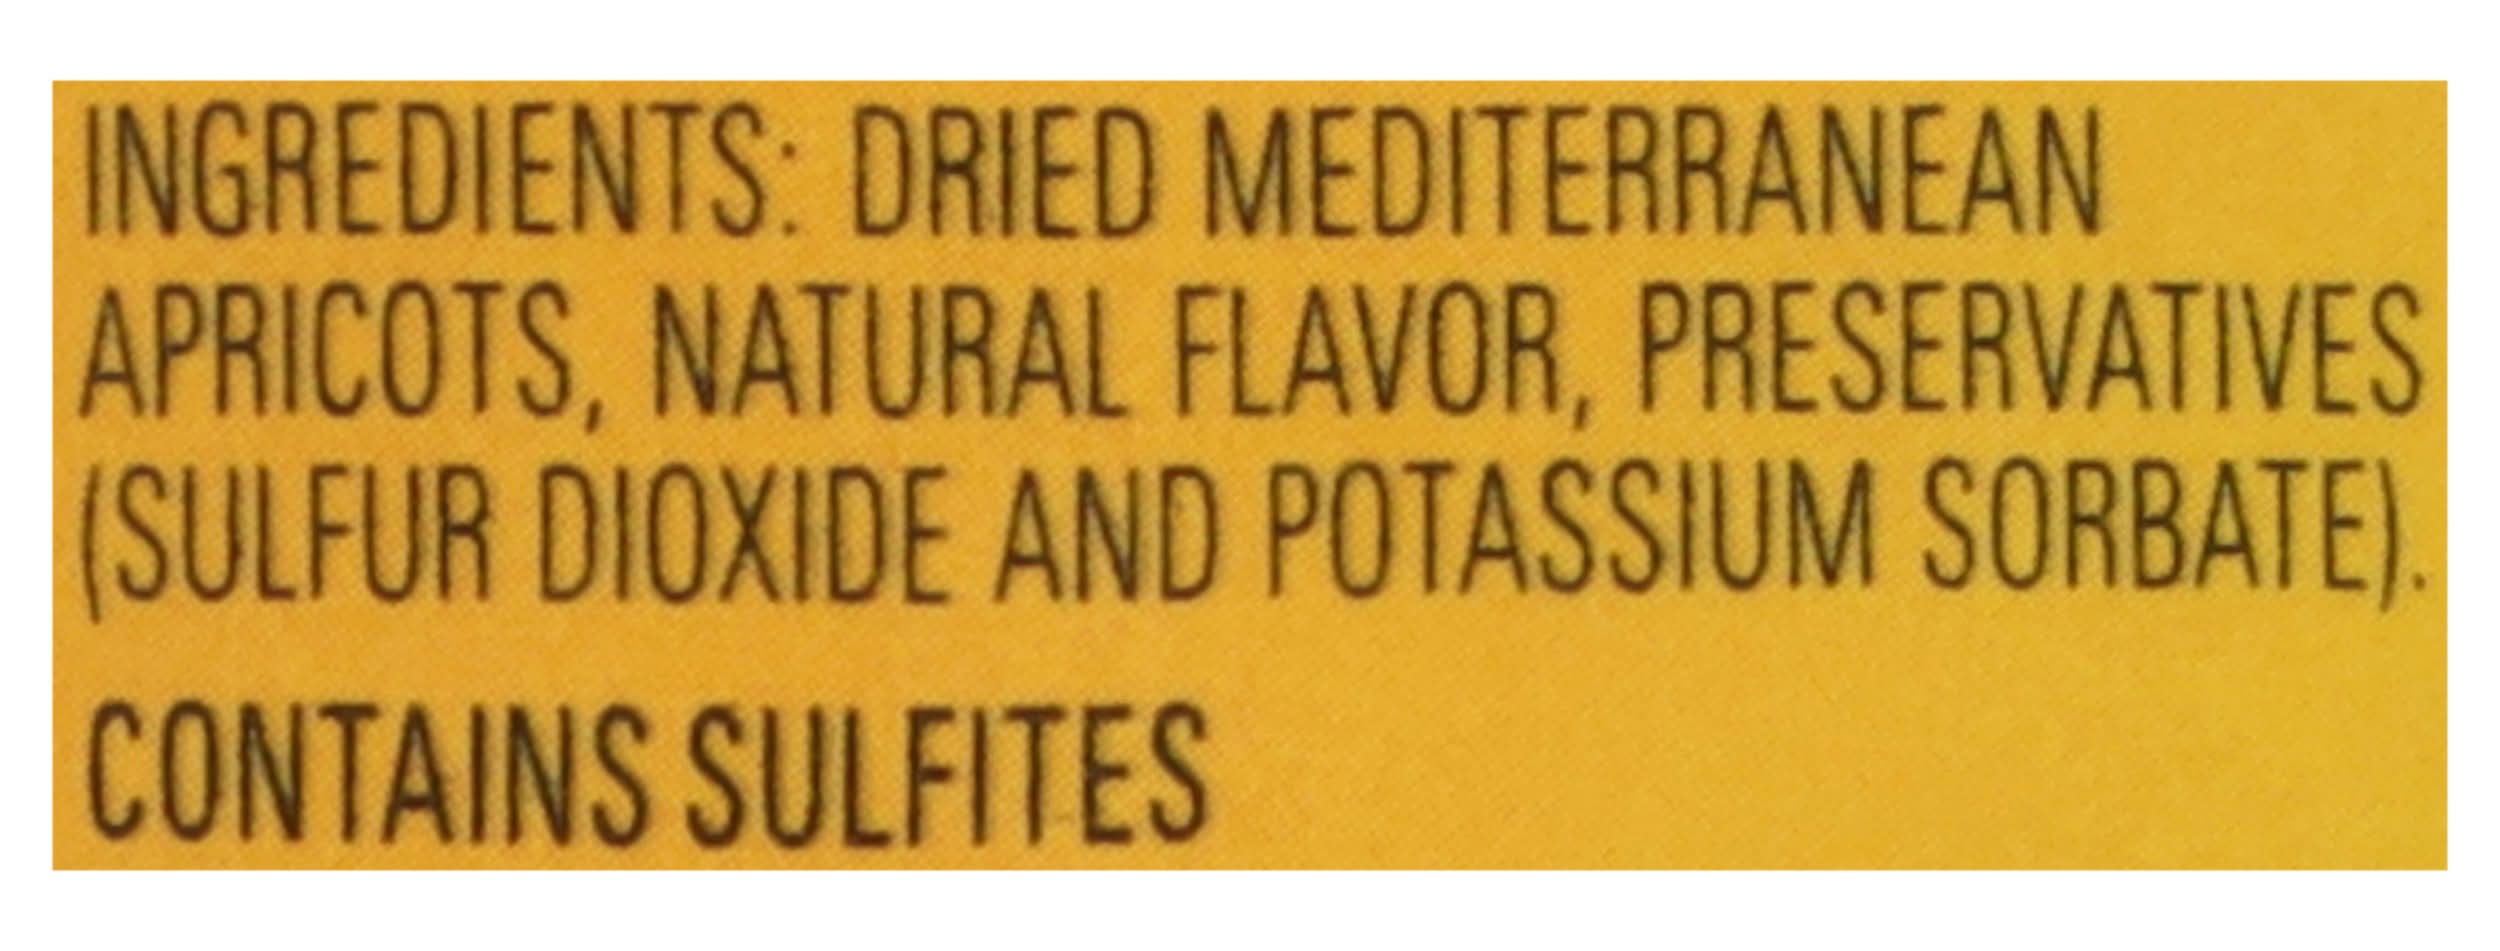 INGREDIENTS: DRIED MEDITERRANEAN
APRICOTS, NATURAL FLAVOR, PRESERVATIVES
(SULFUR DIOXIDE AND POTASSIUM SORBATE).
CONTAINS SULFITES